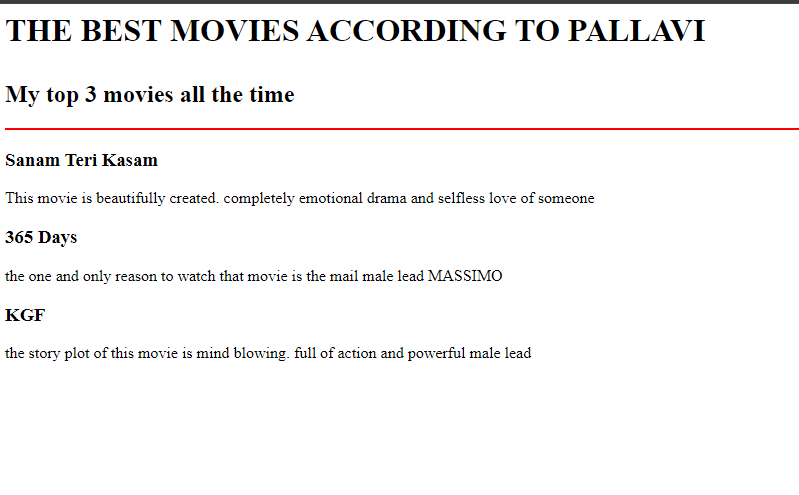 THE BEST MOVIES ACCORDING TO PALLAVI
My top 3 movies all the time
Sanam Teri Kasam
This movie is beautifully created. completely emotional drama and selfless love of someone
365 Days
the one and only reason to watch that movie is the mail male lead MASSIMO
KGF
the story plot of this movie is mind blowing. full of action and powerful male lead